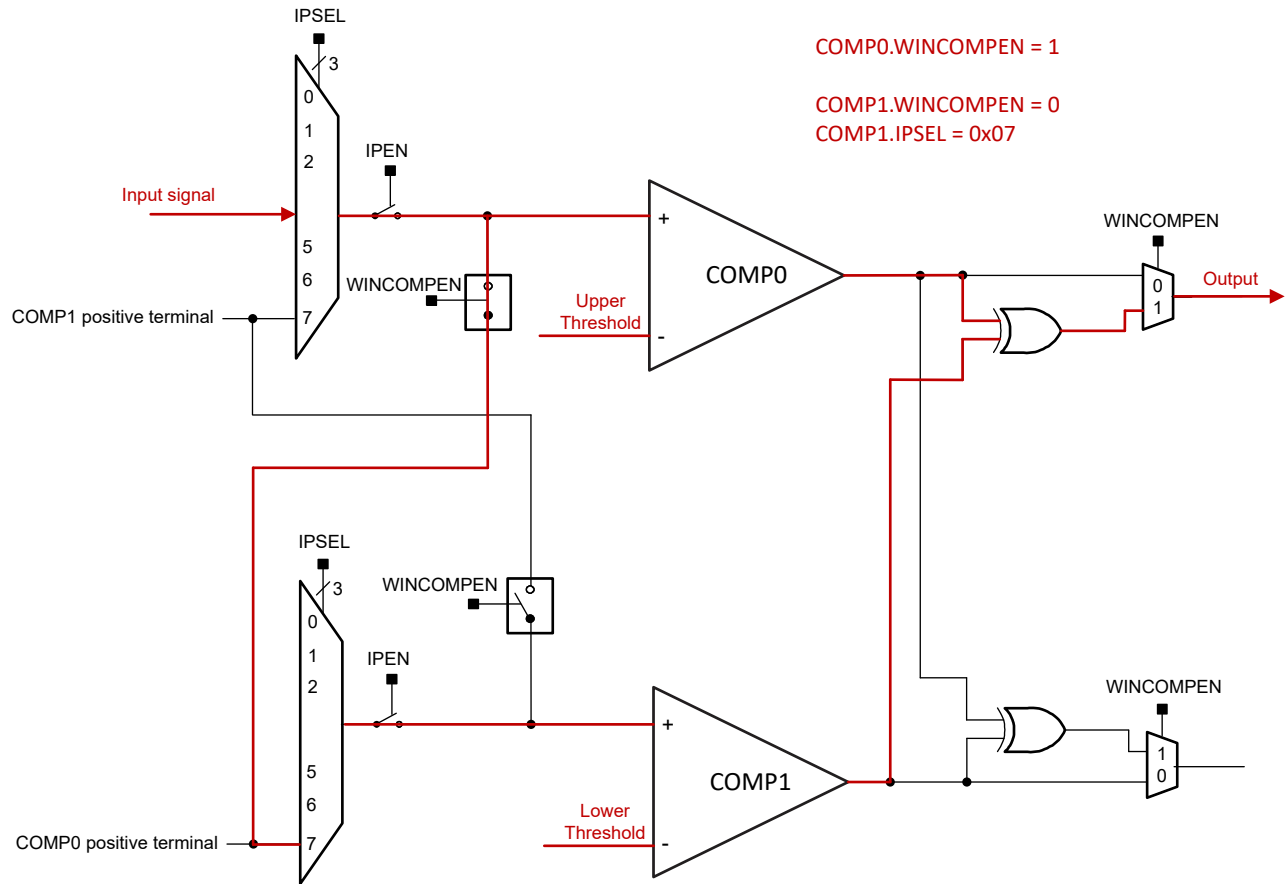 IPSEL
3
0
1
2
5
6
7
Input signal
COMP1 positive terminal
IPEN
WINCOMPEN
COMP0.WINCOMPEN = 1
COMP1.WINCOMPEN = 0
COMP1.IPSEL = 0x07
+
-
COMP0
Upper
Threshold
WINCOMPEN
0
1
Output
IPSEL
3
0
1
2
5
6
7
COMP0 positive terminal
IPEN
WINCOMPEN
+
-
COMP1
Lower
Threshold
WINCOMPEN
1
0